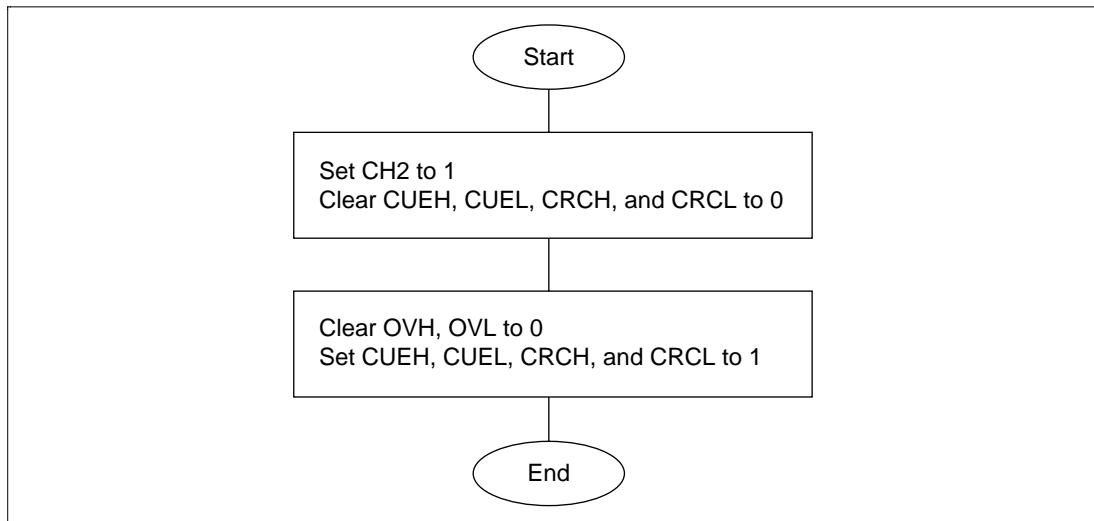 Start
Set CH2 to 1
Clear CUEH, CUEL, CRCH, and CRCL to 0
Clear OVH, OVL to 0
Set CUEH, CUEL, CRCH, and CRCL to 1
End